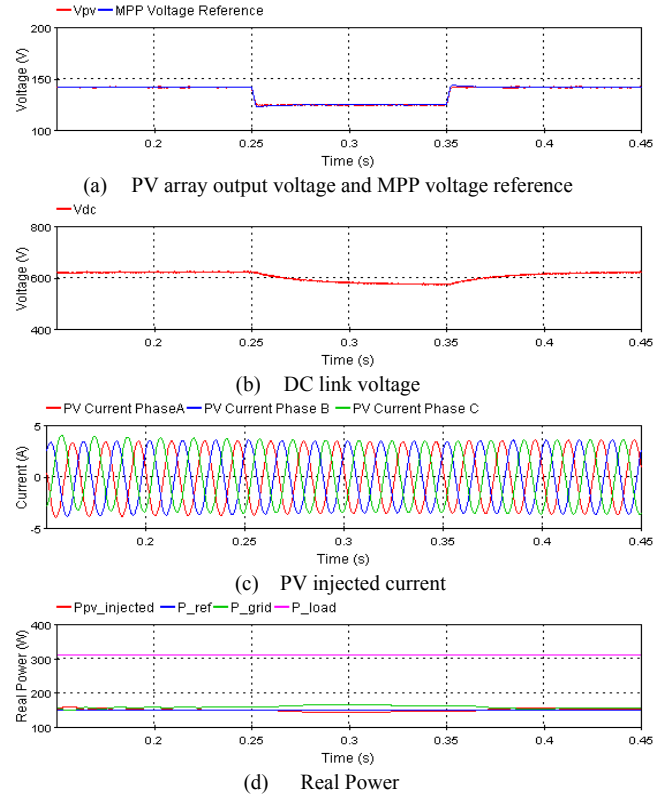 Vpv MPP Voltage Reference
200
150
100
Voltage (V)
0.2 0.25 0.3 0.35 0.4 0.45
Time (s)
(a) PV array output voltage and MPP voltage reference
Vdc
800
600
400
Voltage (V)
0.2 0.25 0.3 0.35 0.4 0.45
Time (s)
(b) DC link voltage
PV Current PhaseA PV Current Phase B PV Current Phase C
5
0
-5
Current (A)
0.2 0.25 0.3 0.35 0.4 0.45
Time (s)
(c) PV injected current
Ppv_injected P_ref P_grid P_load
400
300
200
100
Real Power (W)
0.2 0.25 0.3 0.35 0.4 0.45
Time (s)
(d) Real Power